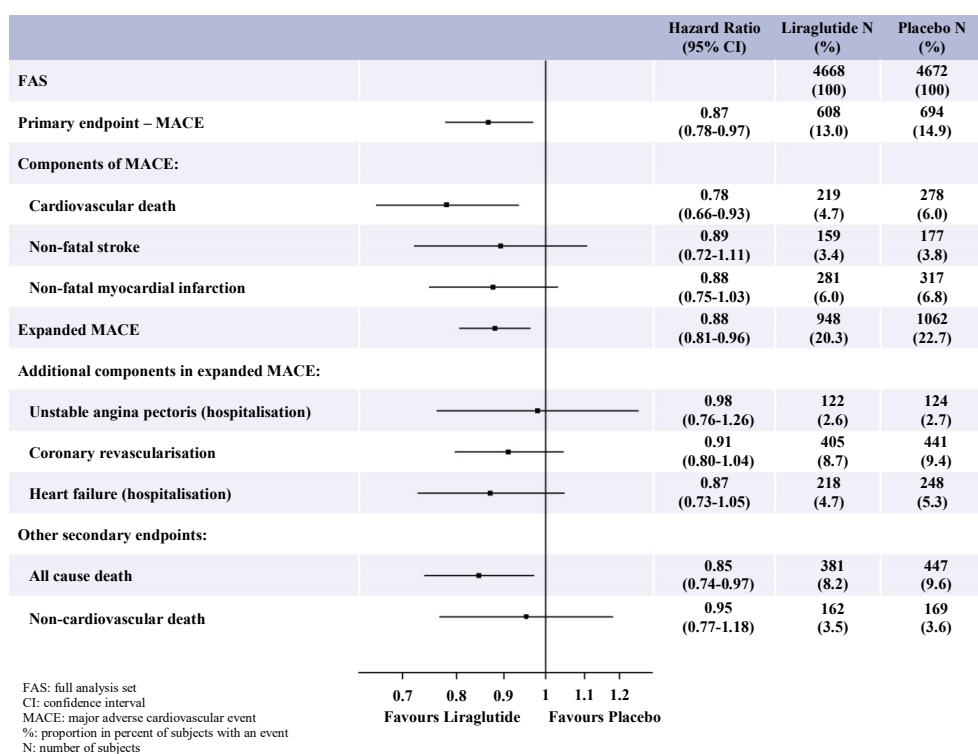 Hazard Ratio Liraglutide N Placebo N
(95% CI) (%) (%)
4668 4672
FAS
(100) (100)
0.87 608 694
Primary endpoint – MACE
(0.78-0.97) (13.0) (14.9)
Components of MACE:
0.78 219 278
Cardiovascular death
(0.66-0.93) (4.7) (6.0)
0.89 159 177
Non-fatal stroke
(0.72-1.11) (3.4) (3.8)
0.88 281 317
Non-fatal myocardial infarction
(0.75-1.03) (6.0) (6.8)
0.88 948 1062
Expanded MACE
(0.81-0.96) (20.3) (22.7)
Additional components in expanded MACE:
0.98 122 124
Unstable angina pectoris (hospitalisation)
(0.76-1.26) (2.6) (2.7)
0.91 405 441
Coronary revascularisation
(0.80-1.04) (8.7) (9.4)
0.87 218 248
Heart failure (hospitalisation)
(0.73-1.05) (4.7) (5.3)
Other secondary endpoints:
0.85 381 447
All cause death
(0.74-0.97) (8.2) (9.6)
0.95 162 169
Non-cardiovascular death
(0.77-1.18) (3.5) (3.6)
0.7 0.8 0.9 1 1.1 1.2
Favours Liraglutide Favours Placebo
FAS: full analysis set
CI: confidence interval
MACE: major adverse cardiovascular event
%: proportion in percent of subjects with an event
N: number of subjects